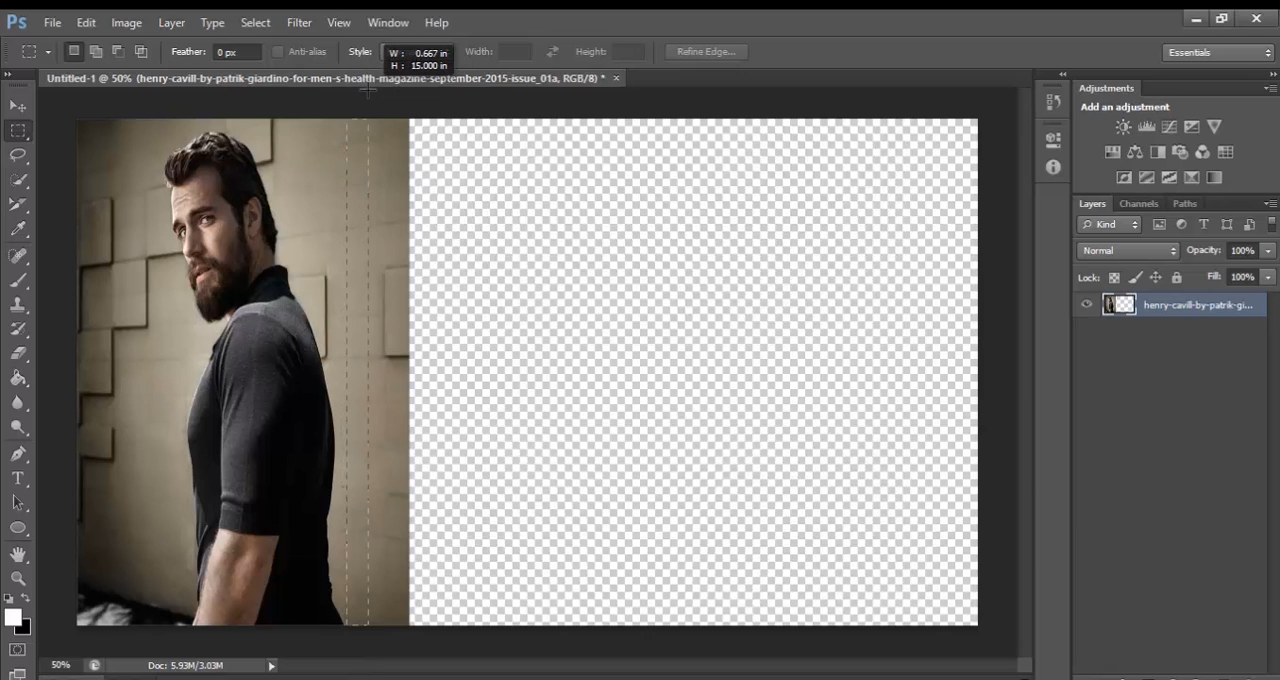 Ps File Edit Image Layer Type Select Filter View Window Help
Feather: 0 px Anti-alias Style: Width: Height: Refine Edge... Essentials
W : 0.667 in
H : 15.000 in
Untitled-1 @ 50% (henry-cavill-by-patrik-giardino-for-men-s-health-magazine-september-2015-issue_01a, RGB/8) * ×
Adjustments
Add an adjustment
Layers Channels Paths
Kind
Normal Opacity: 100%
Lock: Fill: 100%
henry-cavill-by-patrik-gi...
50% Doc: 5.93M/3.03M